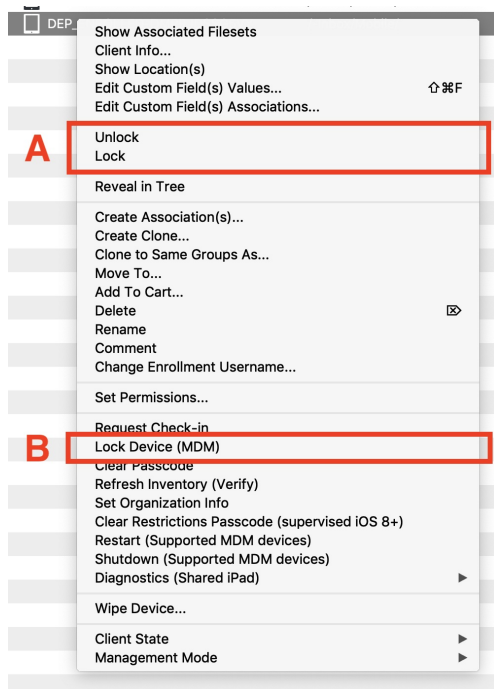 DEP_
Show Associated Filesets
Client Info...
Show Location(s)
Edit Custom Field(s) Values... ⇧⌘F
Edit Custom Field(s) Associations...
A
Unlock
Lock
Reveal in Tree
Create Association(s)...
Create Clone...
Clone to Same Groups As...
Move To...
Add To Cart...
Delete ⌦
Rename
Comment
Change Enrollment Username...
Set Permissions...
Request Check-in
B
Lock Device (MDM)
Clear Passcode
Refresh Inventory (Verify)
Set Organization Info
Clear Restrictions Passcode (supervised iOS 8+)
Restart (Supported MDM devices)
Shutdown (Supported MDM devices)
Diagnostics (Shared iPad) ▶
Wipe Device...
Client State ▶
Management Mode ▶